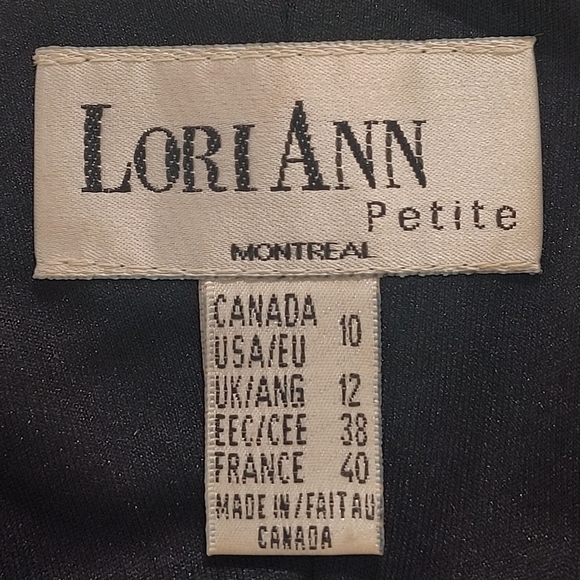 LORI ANN
Petite
MONTREAL
CANADA 10
USA/EU
UK/ANG 12
EEC/CEE 38
FRANCE 40
MADE IN/FAIT AU
CANADA